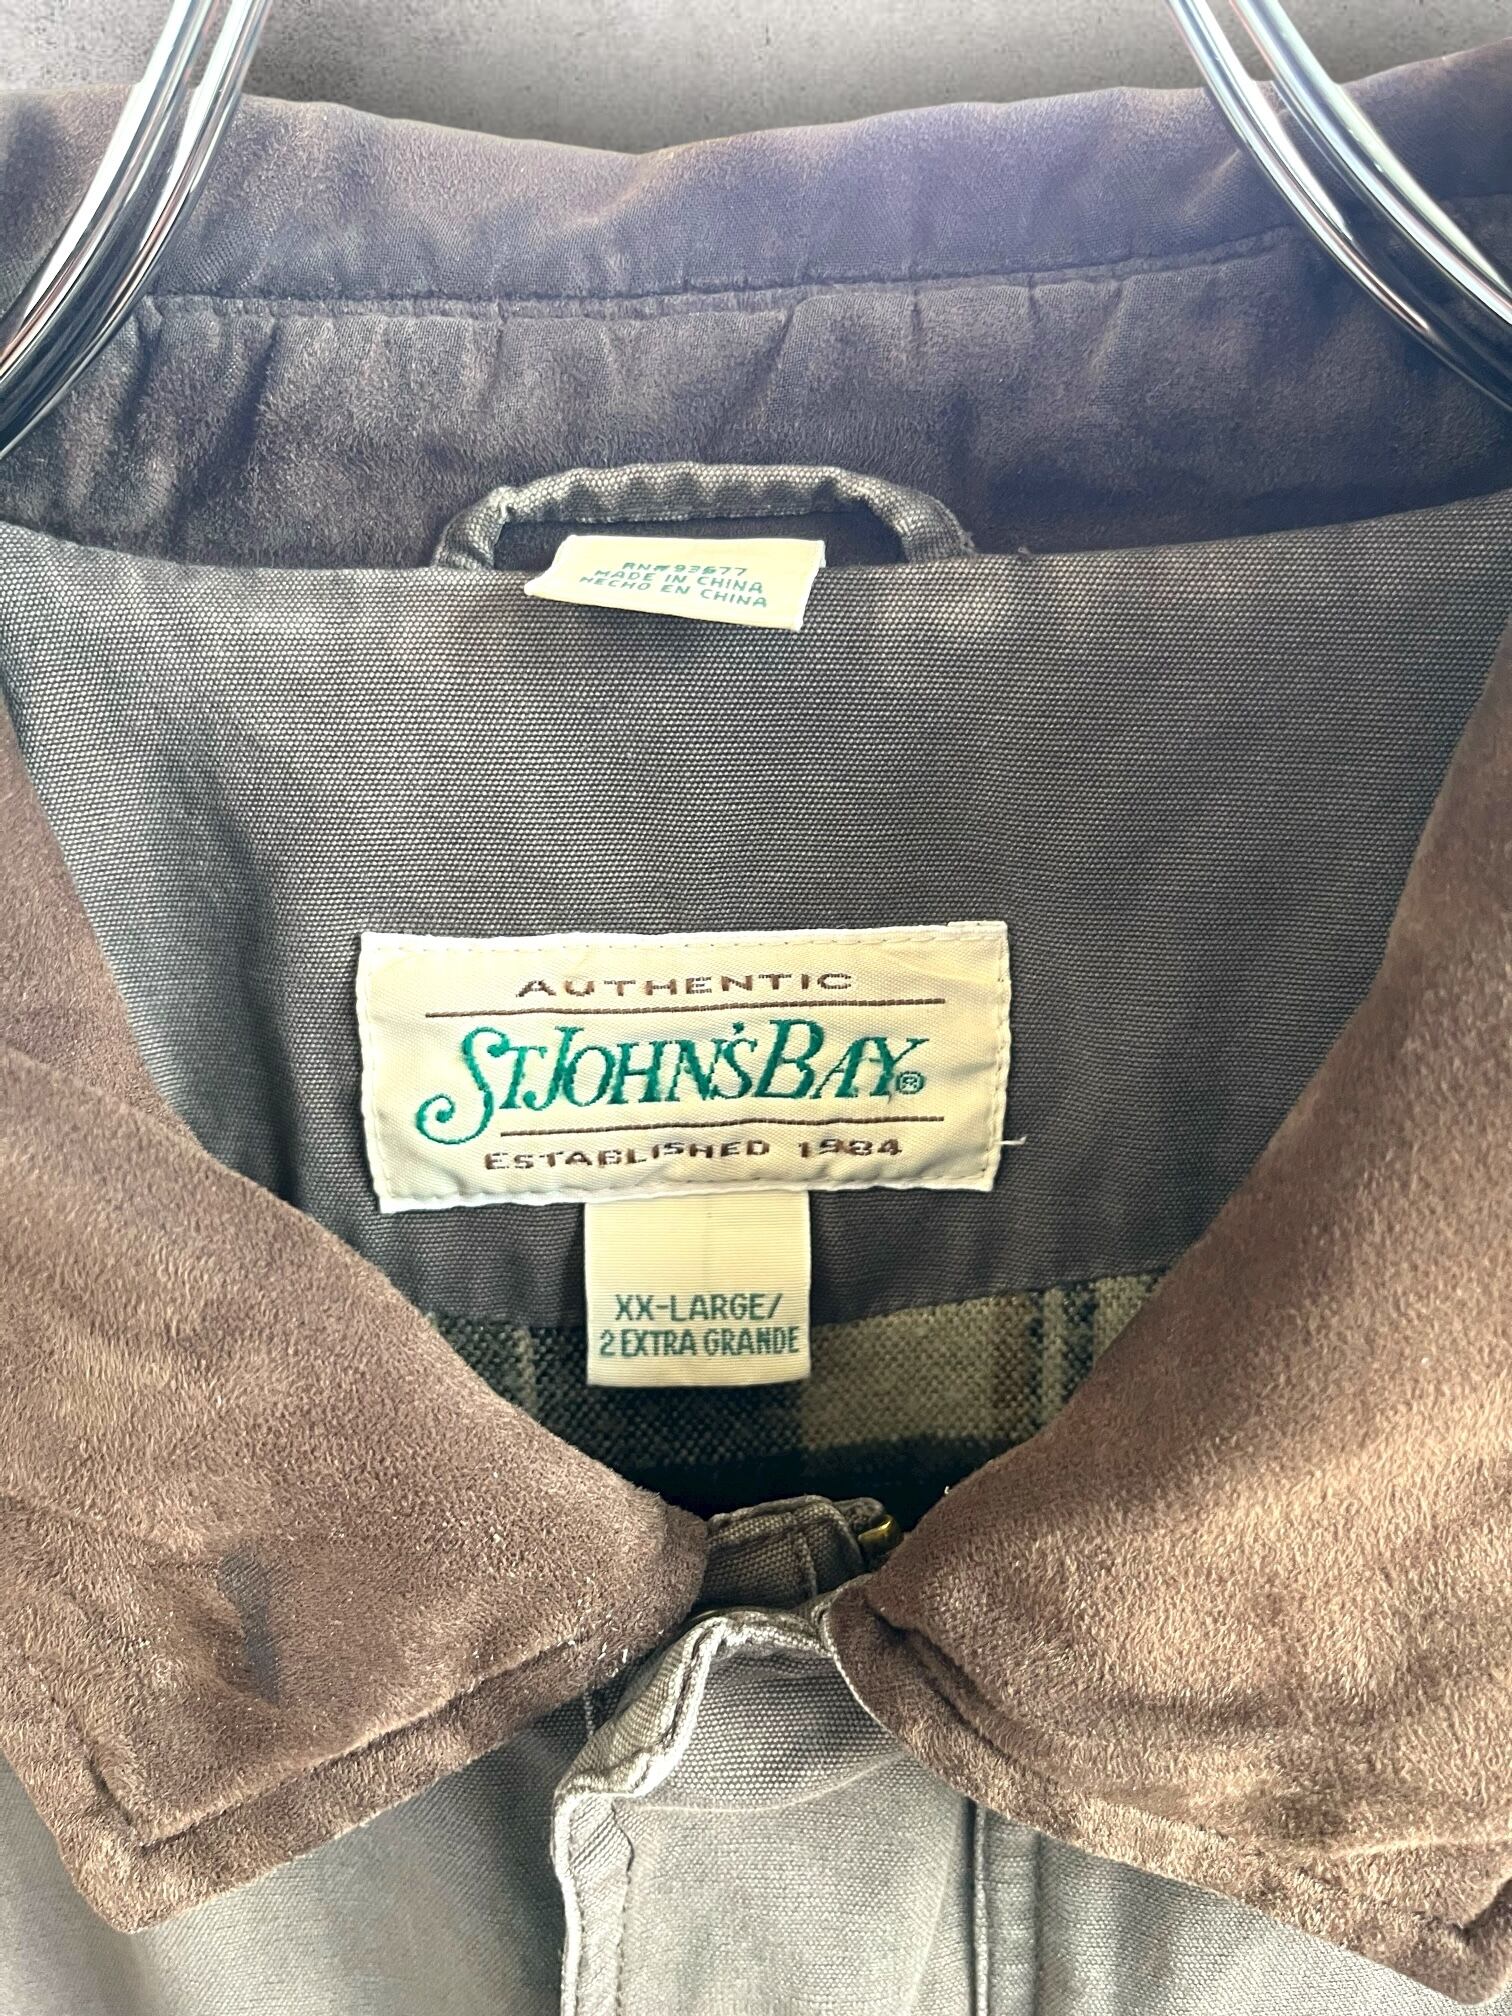 RN#93677
MADE IN CHINA
HECHO EN CHINA
AUTHENTIC
ST JOHN'S BAY®
ESTABLISHED 1984
XX-LARGE/
2 EXTRA GRANDE